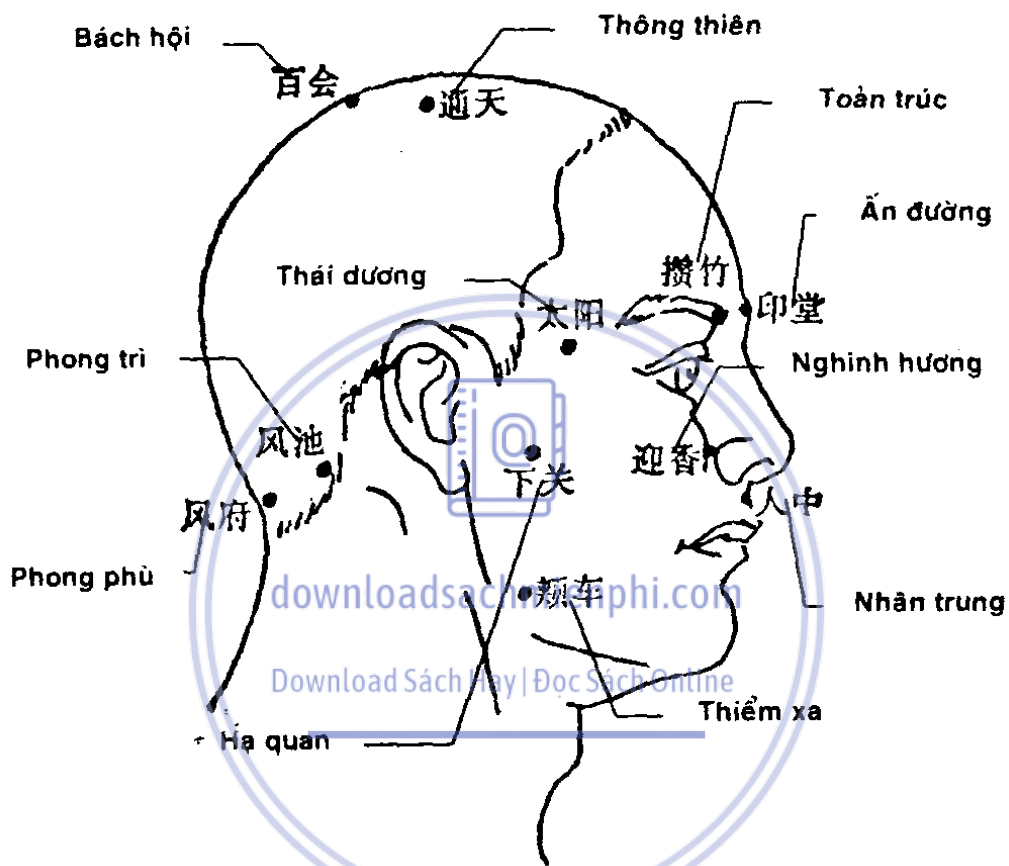 Thông thiên
Bách hội
百会
通天
Toản trúc
Ấn đường
攒竹
Thái dương
太阳
印堂
Phong trì
Nghinh hương
风池
迎香
下关
风府
人中
Phong phù
颊车
downloadsachmienphi.com
Nhân trung
Download Sách Hay | Đọc Sách Online
Thiểm xa
Hạ quan